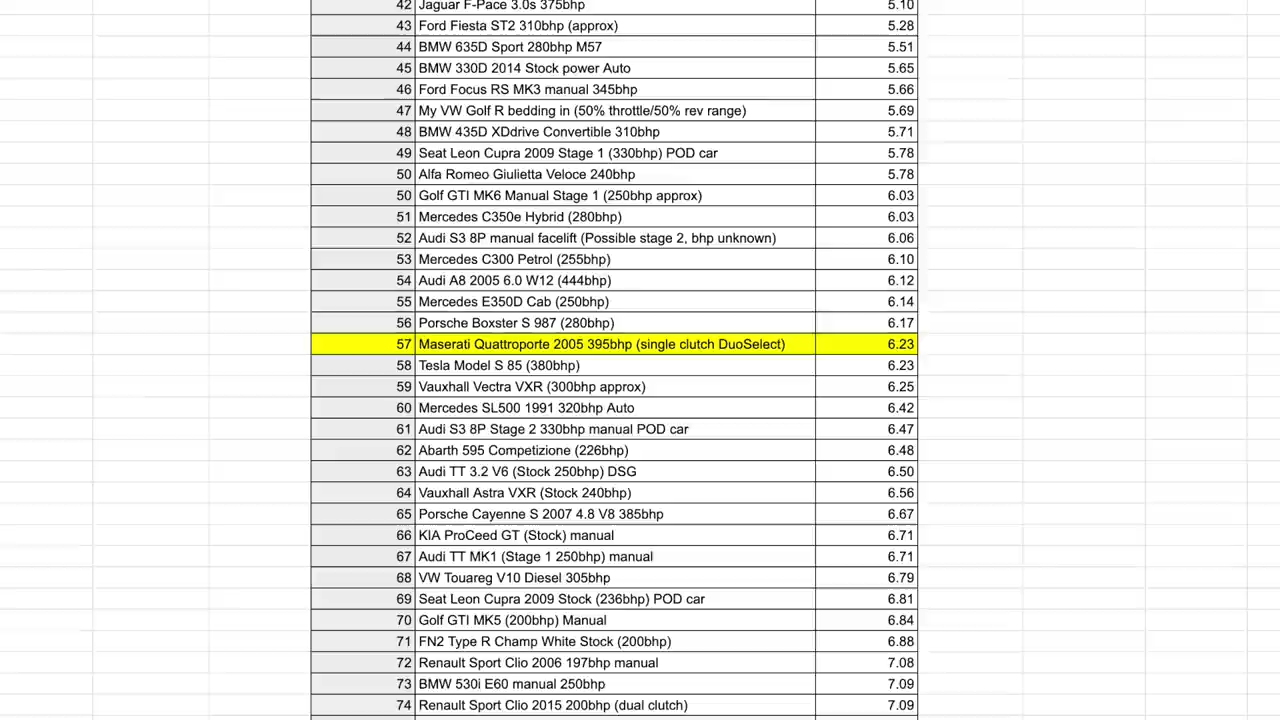 42 Jaguar F-Pace 3.0s 375bhp 5.10
43 Ford Fiesta ST2 310bhp (approx) 5.28
44 BMW 635D Sport 280bhp M57 5.51
45 BMW 330D 2014 Stock power Auto 5.65
46 Ford Focus RS MK3 manual 345bhp 5.66
47 My VW Golf R bedding in (50% throttle/50% rev range) 5.69
48 BMW 435D XDdrive Convertible 310bhp 5.71
49 Seat Leon Cupra 2009 Stage 1 (330bhp) POD car 5.78
50 Alfa Romeo Giulietta Veloce 240bhp 5.78
50 Golf GTI MK6 Manual Stage 1 (250bhp approx) 6.03
51 Mercedes C350e Hybrid (280bhp) 6.03
52 Audi S3 8P manual facelift (Possible stage 2, bhp unknown) 6.06
53 Mercedes C300 Petrol (255bhp) 6.10
54 Audi A8 2005 6.0 W12 (444bhp) 6.12
55 Mercedes E350D Cab (250bhp) 6.14
56 Porsche Boxster S 987 (280bhp) 6.17
57 Maserati Quattroporte 2005 395bhp (single clutch DuoSelect) 6.23
58 Tesla Model S 85 (380bhp) 6.23
59 Vauxhall Vectra VXR (300bhp approx) 6.25
60 Mercedes SL500 1991 320bhp Auto 6.42
61 Audi S3 8P Stage 2 330bhp manual POD car 6.47
62 Abarth 595 Competizione (226bhp) 6.48
63 Audi TT 3.2 V6 (Stock 250bhp) DSG 6.50
64 Vauxhall Astra VXR (Stock 240bhp) 6.56
65 Porsche Cayenne S 2007 4.8 V8 385bhp 6.67
66 KIA ProCeed GT (Stock) manual 6.71
67 Audi TT MK1 (Stage 1 250bhp) manual 6.71
68 VW Touareg V10 Diesel 305bhp 6.79
69 Seat Leon Cupra 2009 Stock (236bhp) POD car 6.81
70 Golf GTI MK5 (200bhp) Manual 6.84
71 FN2 Type R Champ White Stock (200bhp) 6.88
72 Renault Sport Clio 2006 197bhp manual 7.08
73 BMW 530i E60 manual 250bhp 7.09
74 Renault Sport Clio 2015 200bhp (dual clutch) 7.09